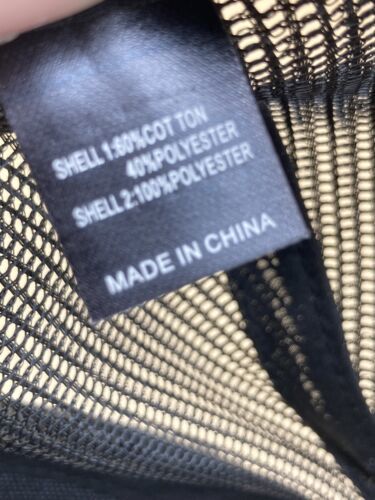 SHELL 1:60%COT TON
40%POLYESTER
SHELL 2:100%POLYESTER
MADE IN CHINA